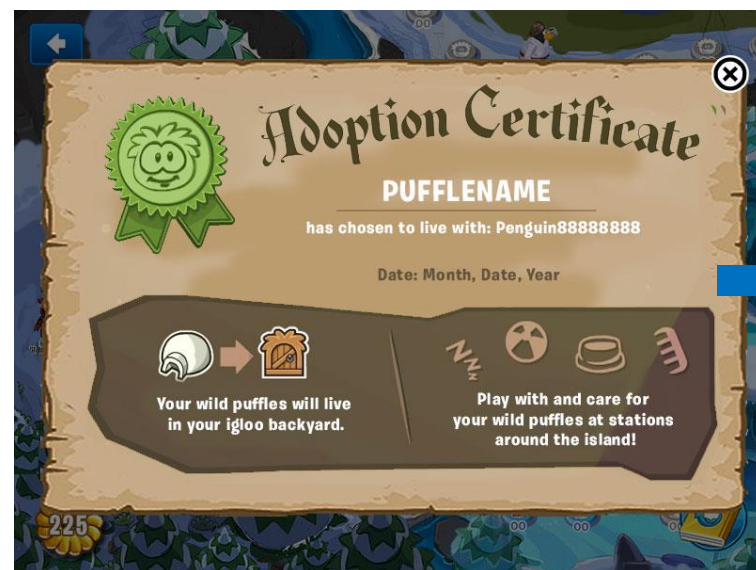 Adoption Certificate
PUFFLENAME
has chosen to live with: Penguin88888888
Date: Month, Date, Year
NNN
Your wild puffles will live
in your igloo backyard.
Play with and care for
your wild puffles at stations
around the island!
225